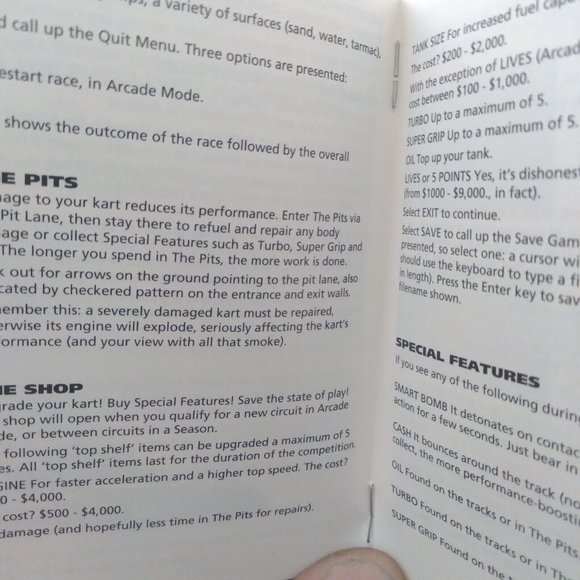 a variety of surfaces (sand, water, tarmac),
call up the Quit Menu. Three options are presented:
estart race, in Arcade Mode.
shows the outcome of the race followed by the overall
E PITS
age to your kart reduces its performance. Enter The Pits via
Pit Lane, then stay there to refuel and repair any body
age or collect Special Features such as Turbo, Super Grip and
The longer you spend in The Pits, the more work is done.
k out for arrows on the ground pointing to the pit lane, also
cated by checkered pattern on the entrance and exit walls.
member this: a severely damaged kart must be repaired,
erwise its engine will explode, seriously affecting the kart's
ormance (and your view with all that smoke).
HE SHOP
rade your kart! Buy Special Features! Save the state of play!
shop will open when you qualify for a new circuit in Arcade
de, or between circuits in a Season.
following 'top shelf' items can be upgraded a maximum of 5
es. All 'top shelf' items last for the duration of the competition.
GINE For faster acceleration and a higher top speed. The cost?
0 - $4,000.
cost? $500 - $4,000.
damage (and hopefully less time in The Pits for repairs).
TANK SIZE For increased fuel capa
The cost? $200 - $2,000.
With the exception of LIVES (Arcad
cost between $100 - $1,000.
TURBO Up to a maximum of 5.
SUPER GRIP Up to a maximum of 5.
OIL Top up your tank.
LIVES or 5 POINTS Yes, it's dishones
(from $1000 - $9,000., in fact).
Select EXIT to continue.
Select SAVE to call up the Save Gam
presented, so select one: a cursor wi
should use the keyboard to type a fi
in length). Press the Enter key to sav
filename shown.
SPECIAL FEATURES
If you see any of the following durin
SMART BOMB It detonates on contac
action for a few seconds. Just bear in
CASH It bounces around the track (no
collect, the more performance-boostin
OIL Found on the tracks or in The Pits
TURBO Found on the tracks or in The
SUPER GRIP Found on the